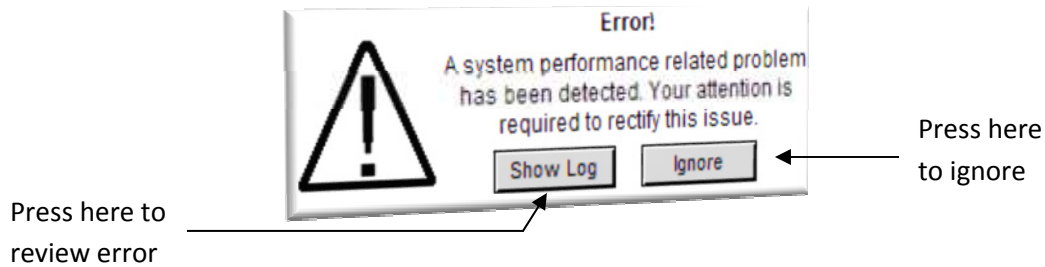 Error!
A system performance related problem
has been detected. Your attention is
required to rectify this issue.
Show Log
Ignore
Press here
to ignore
Press here to
review error